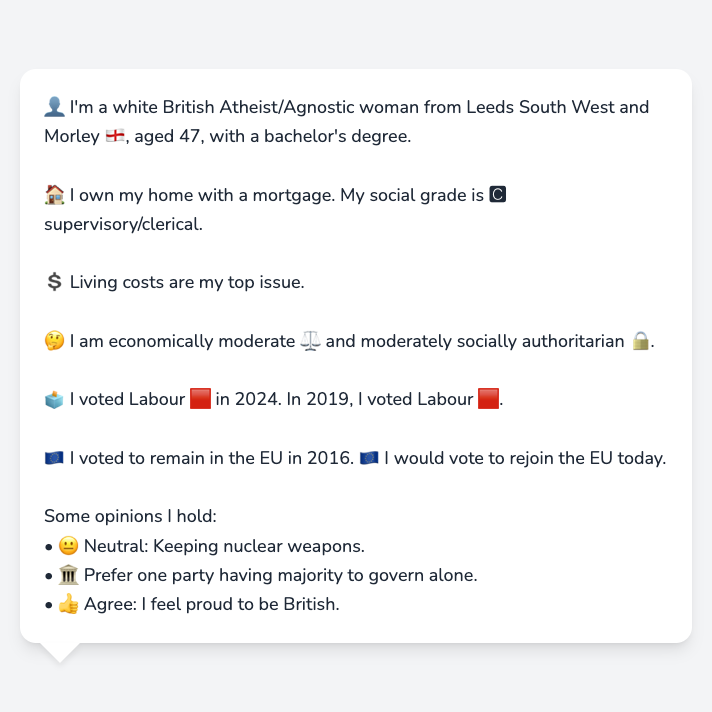 👤 I'm a white British Atheist/Agnostic woman from Leeds South West and
Morley 🏴󠁧󠁢󠁥󠁮󠁧󠁿, aged 47, with a bachelor's degree.
🏠 I own my home with a mortgage. My social grade is 🅲
supervisory/clerical.
💲 Living costs are my top issue.
🤔 I am economically moderate ⚖️ and moderately socially authoritarian 🔒.
🗳️ I voted Labour 🟥 in 2024. In 2019, I voted Labour 🟥.
🇪🇺 I voted to remain in the EU in 2016. 🇪🇺 I would vote to rejoin the EU today.
Some opinions I hold:
• 😐 Neutral: Keeping nuclear weapons.
• 🏛️ Prefer one party having majority to govern alone.
• 👍 Agree: I feel proud to be British.